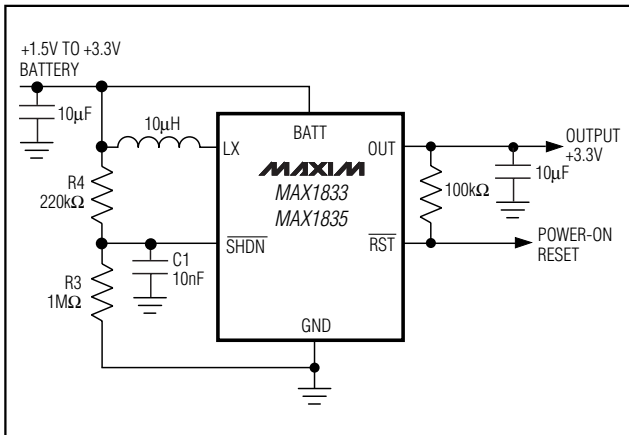 +1.5V TO +3.3V
BATTERY
10µF
10µH
LX
BATT
OUT
MAXIM
MAX1833
MAX1835
OUTPUT
+3.3V
10µF
100kΩ
R4
220kΩ
SHDN
C1
10nF
RST
POWER-ON
RESET
R3
1MΩ
GND